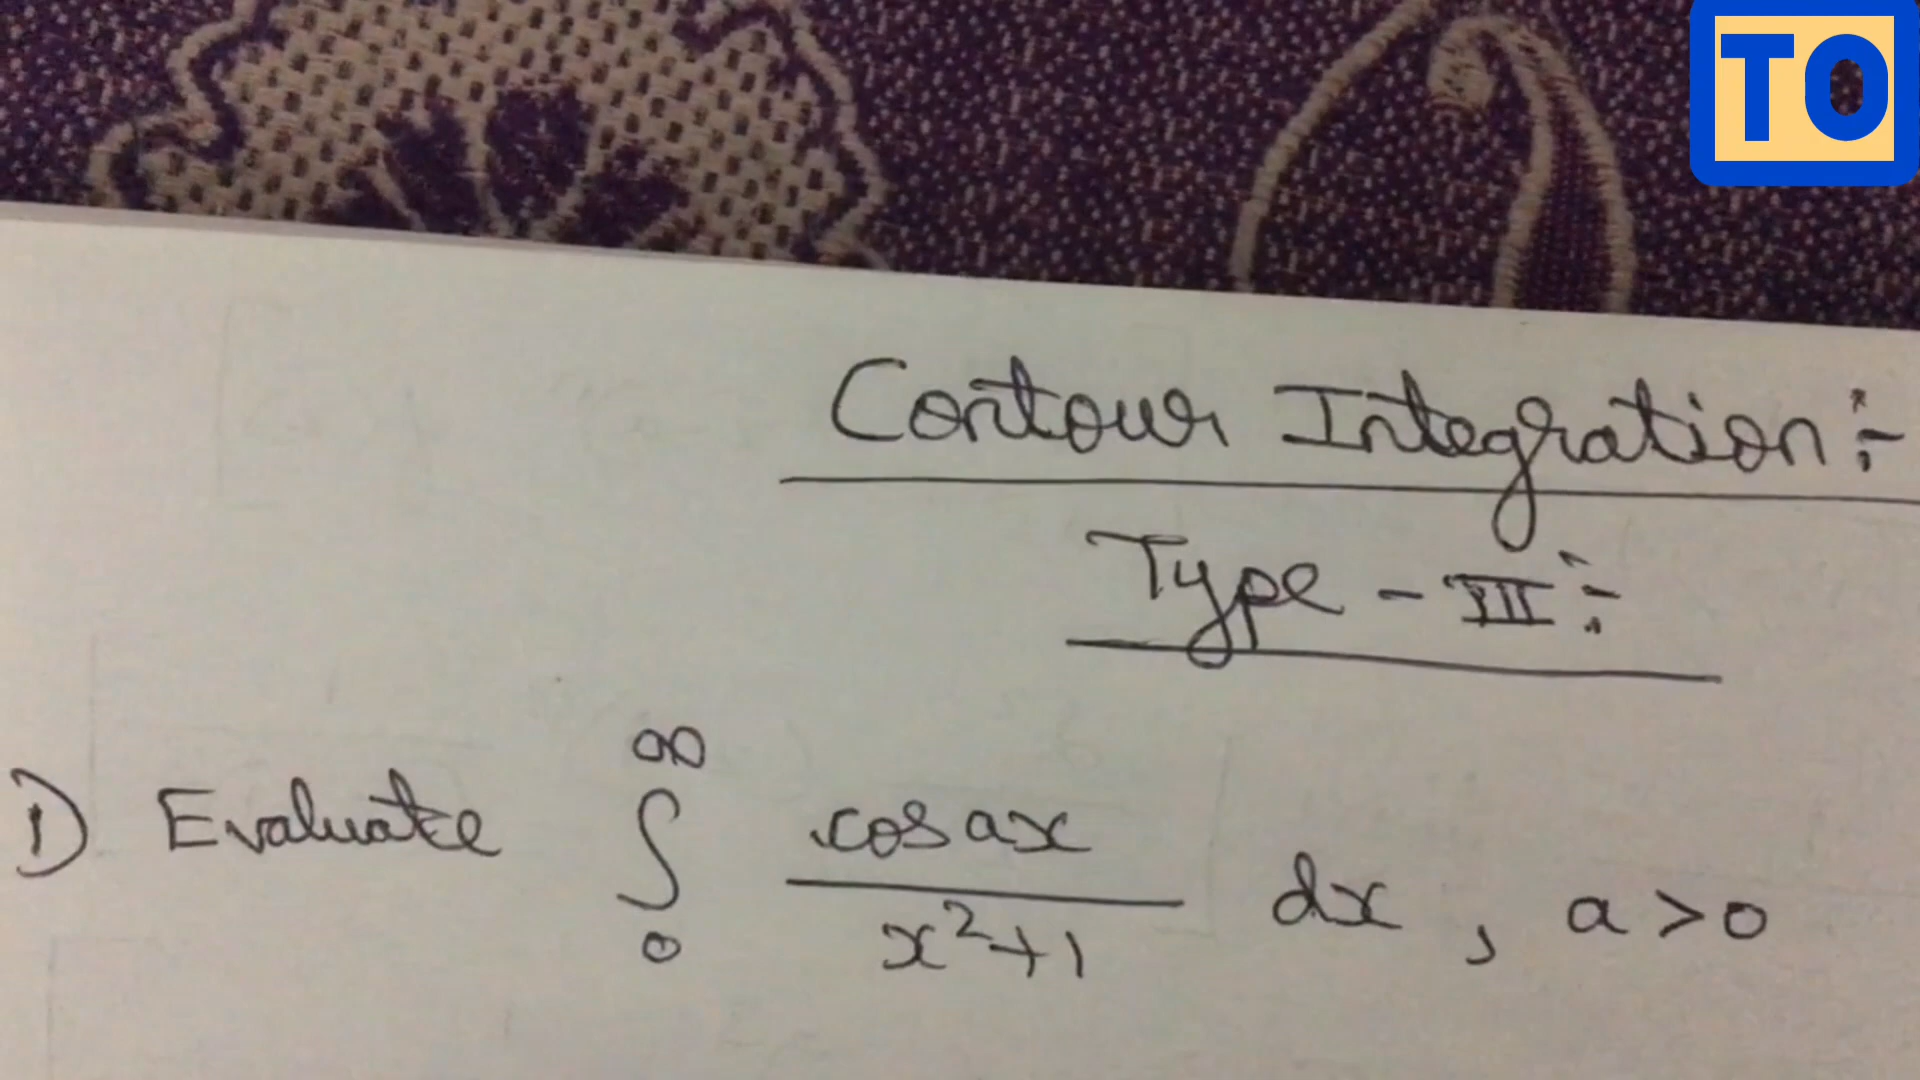 TO
Contour Integration:-
Type - III :-
1) Evaluate ∫₀^∞ cos ax / x²+1 dx , a>0